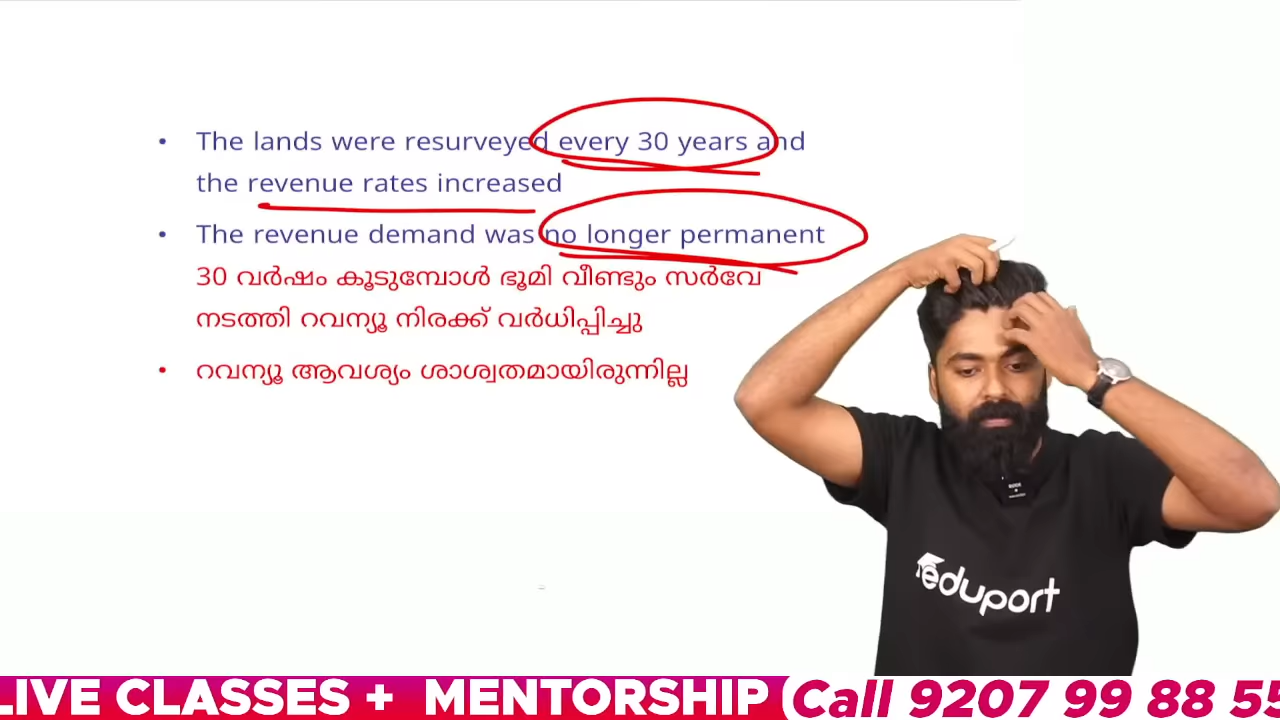 • The lands were resurveyed every 30 years and
the revenue rates increased
• The revenue demand was no longer permanent
30 വർഷം കൂടുമ്പോൾ ഭൂമി വീണ്ടും സർവേ
നടത്തി റവന്യൂ നിരക്ക് വർധിപ്പിച്ചു
• റവന്യൂ ആവശ്യം ശാശ്വതമായിരുന്നില്ല
eduport
LIVE CLASSES + MENTORSHIP (Call 9207 99 88 55